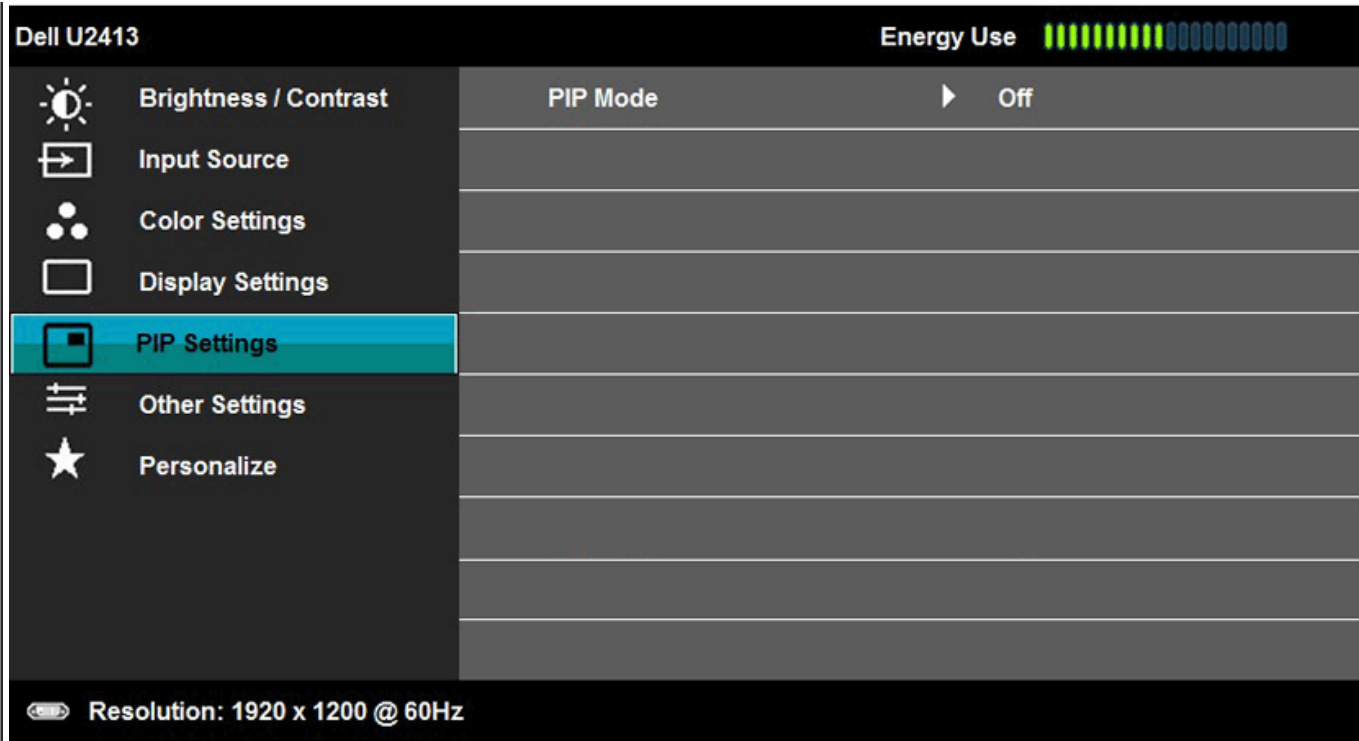 Dell U2413 Energy Use
Brightness / Contrast PIP Mode Off
Input Source
Color Settings
Display Settings
PIP Settings
Other Settings
Personalize
Resolution: 1920 x 1200 @ 60Hz